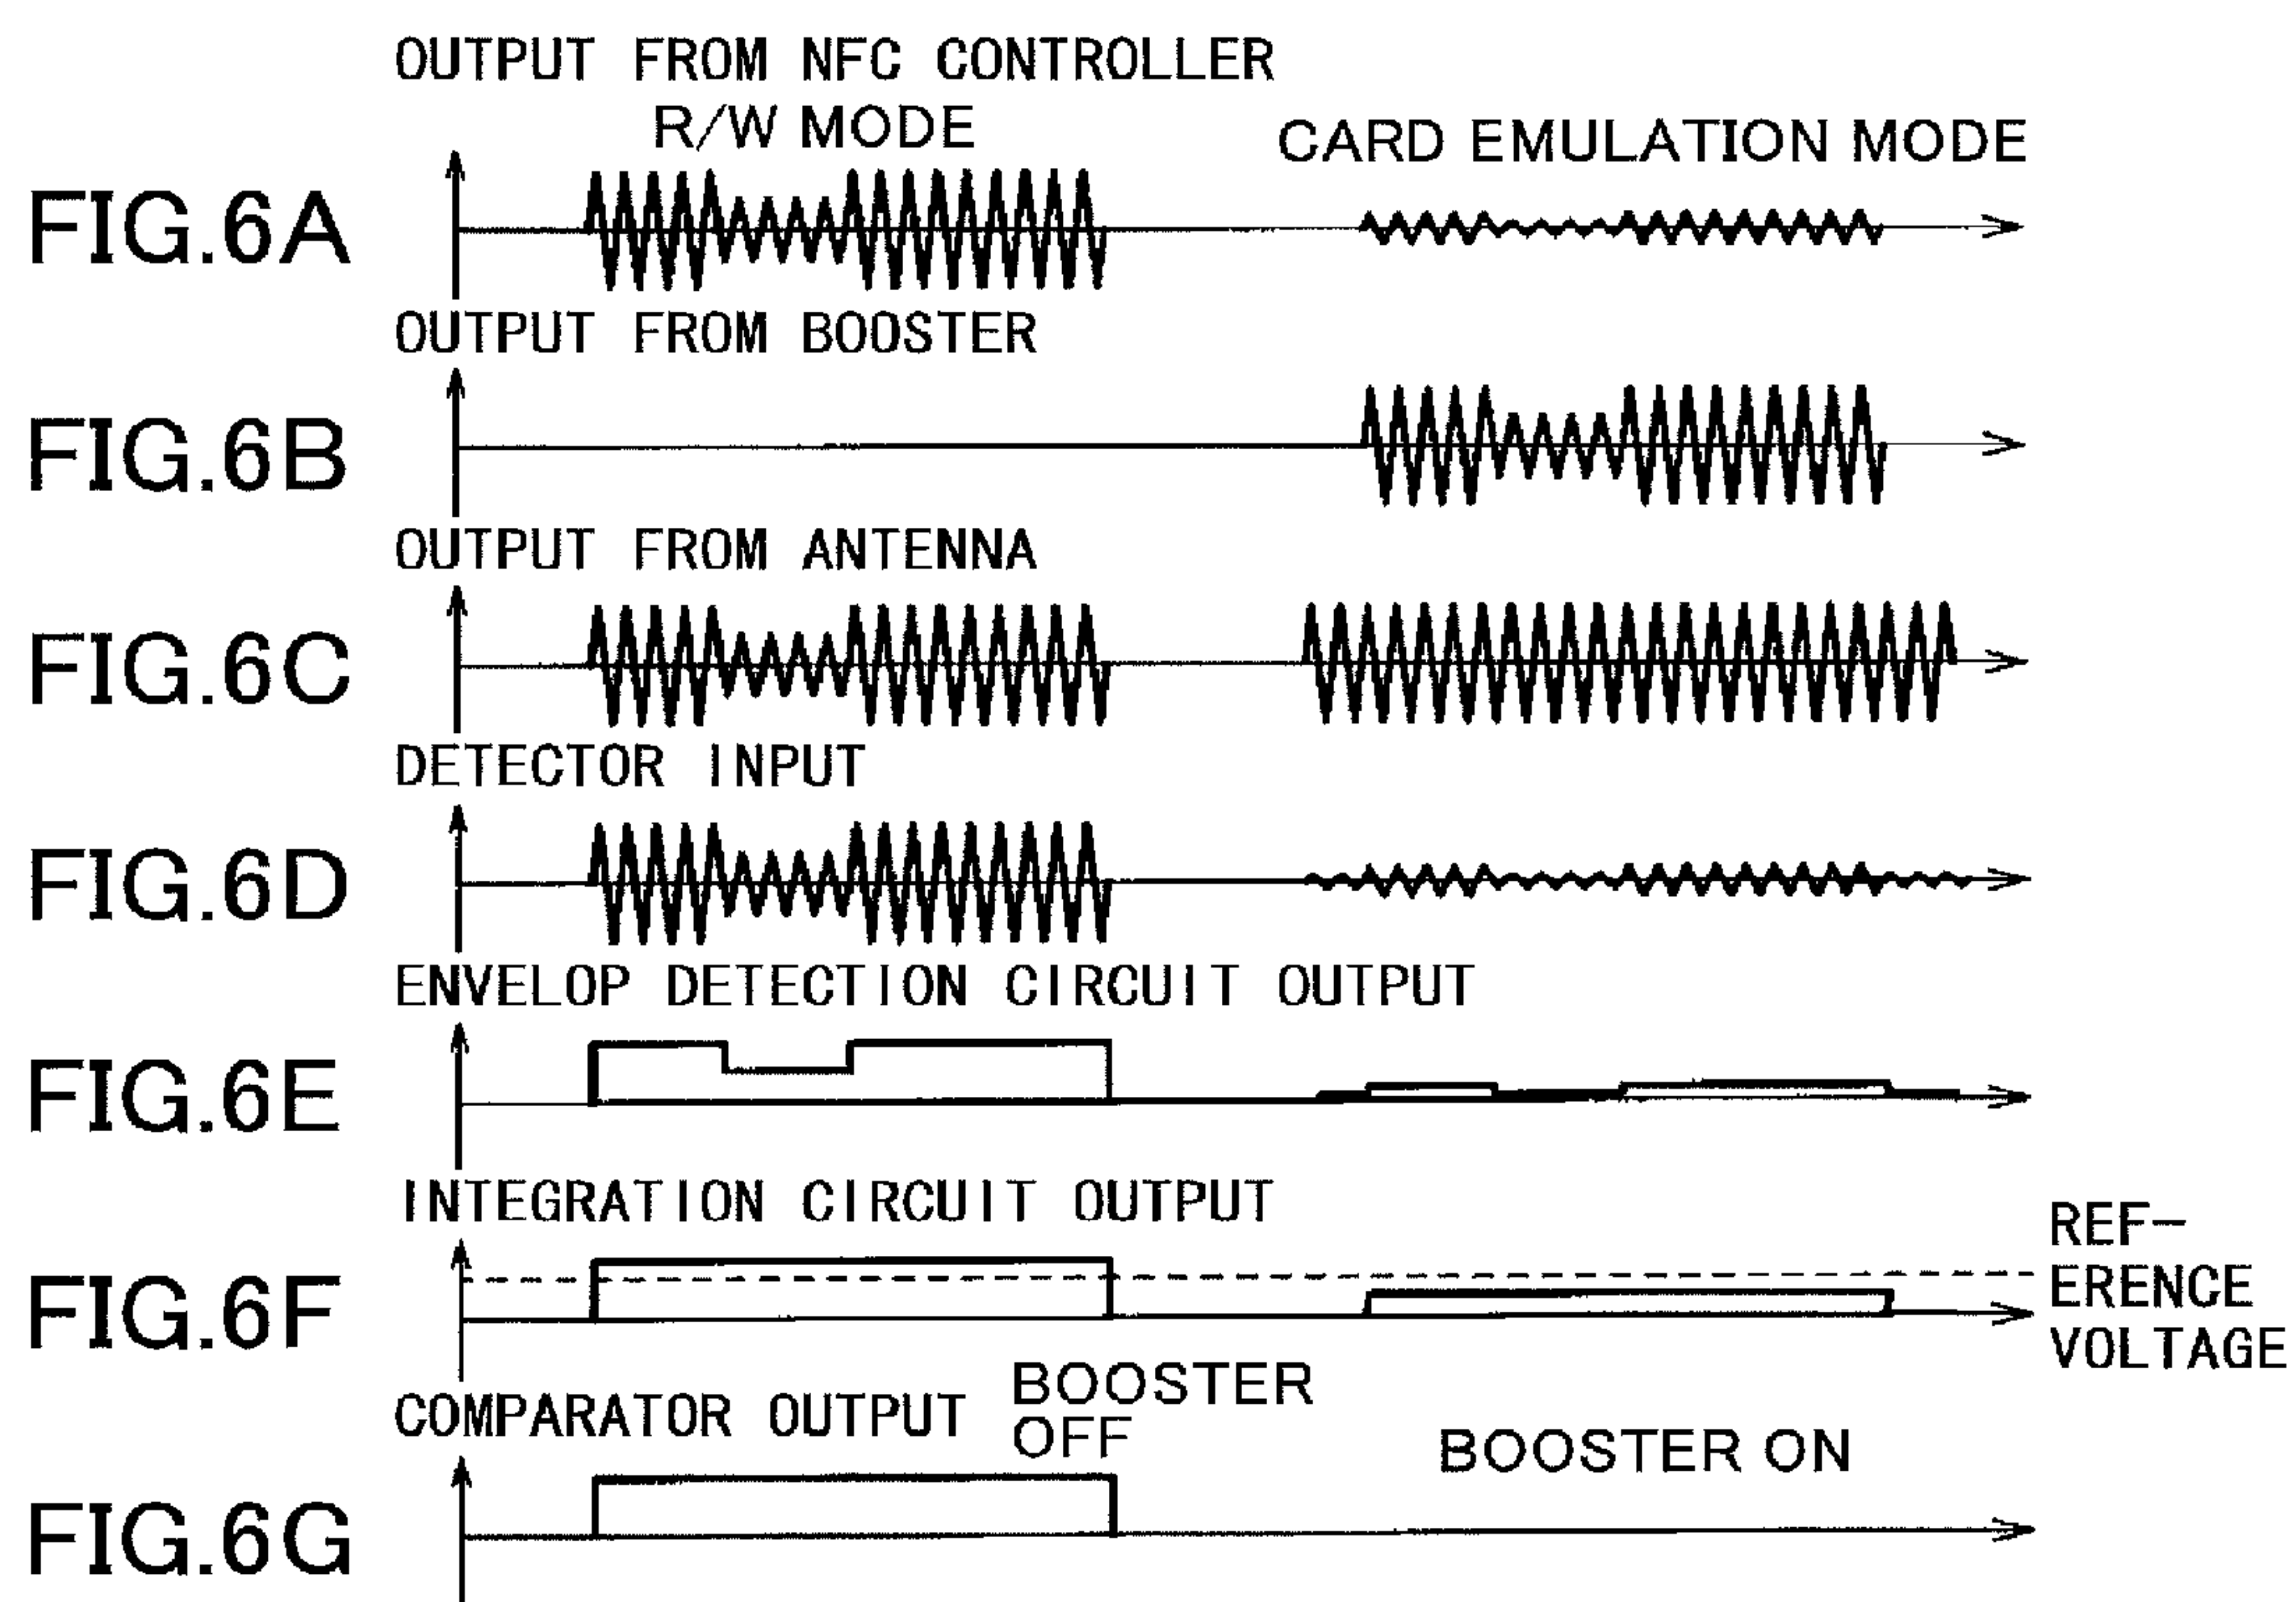 OUTPUT FROM NFC CONTROLLER
R/W MODE
CARD EMULATION MODE
FIG.6A
OUTPUT FROM BOOSTER
FIG.6B
OUTPUT FROM ANTENNA
FIG.6C
DETECTOR INPUT
FIG.6D
ENVELOP DETECTION CIRCUIT OUTPUT
FIG.6E
INTEGRATION CIRCUIT OUTPUT
FIG.6F
REF-
ERENCE
VOLTAGE
COMPARATOR OUTPUT
BOOSTER
OFF
BOOSTER ON
FIG.6G